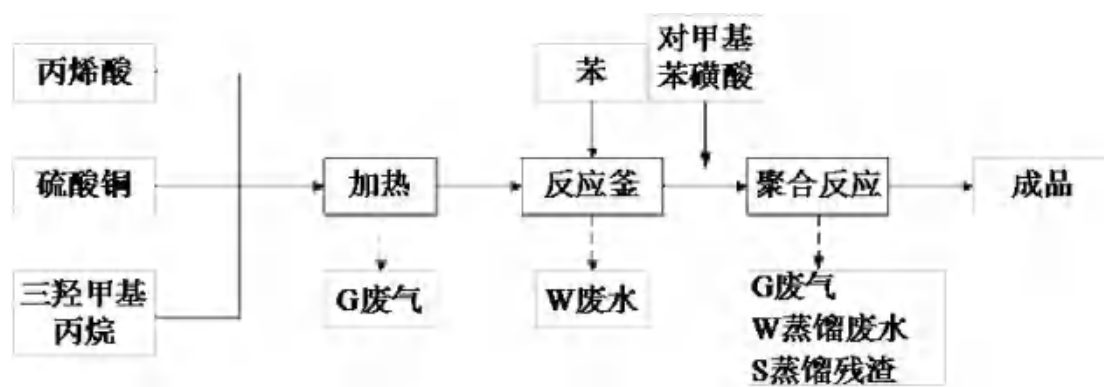 丙烯酸
硫酸铜
三羟甲基
丙烷
加热
G废气
苯
反应釜
W废水
对甲基
苯磺酸
聚合反应
G废气
W蒸馏废水
S蒸馏残渣
成品